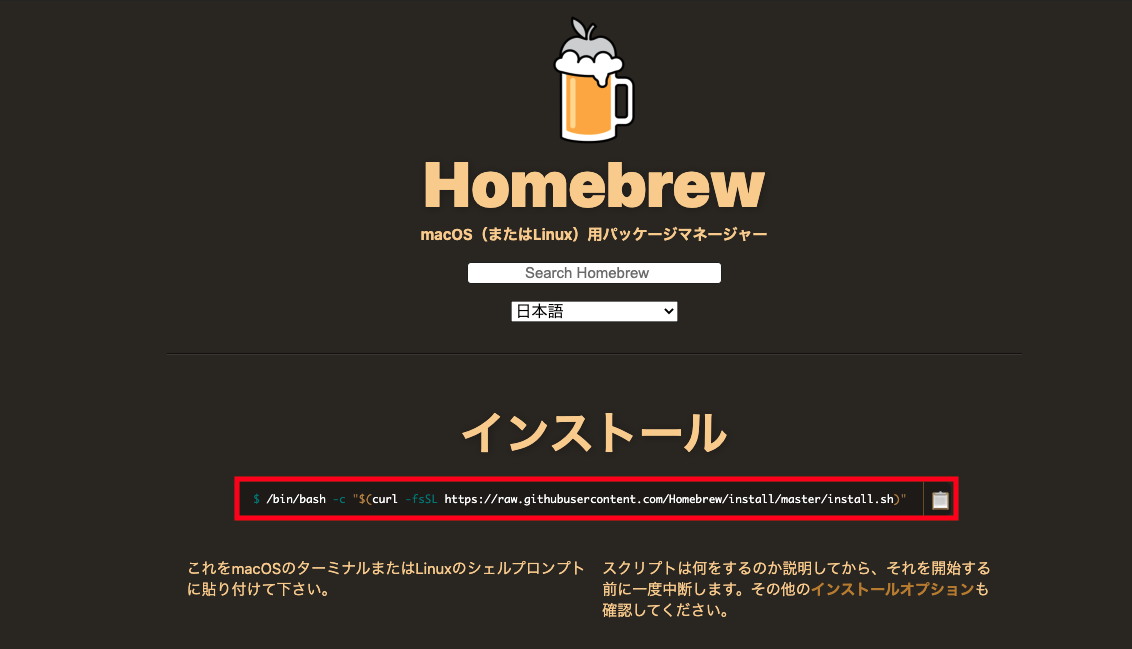 Homebrew
macOS（またはLinux）用パッケージマネージャー
Search Homebrew
日本語
インストール
$ /bin/bash -c "$(curl -fsSL https://raw.githubusercontent.com/Homebrew/install/master/install.sh)"
これをmacOSのターミナルまたはLinuxのシェルプロンプト
に貼り付けて下さい。
スクリプトは何をするのか説明してから、それを開始する
前に一度中断します。その他のインストールオプションも
確認してください。